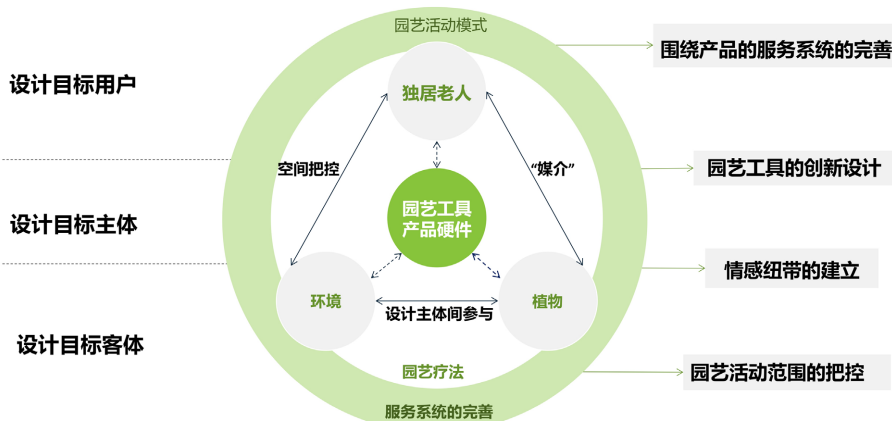 园艺活动模式
围绕产品的服务系统的完善
设计目标用户
独居老人
空间把控
“媒介”
园艺工具的创新设计
园艺工具
产品硬件
设计目标主体
情感纽带的建立
环境
植物
设计主体间参与
设计目标客体
园艺疗法
园艺活动范围的把控
服务系统的完善